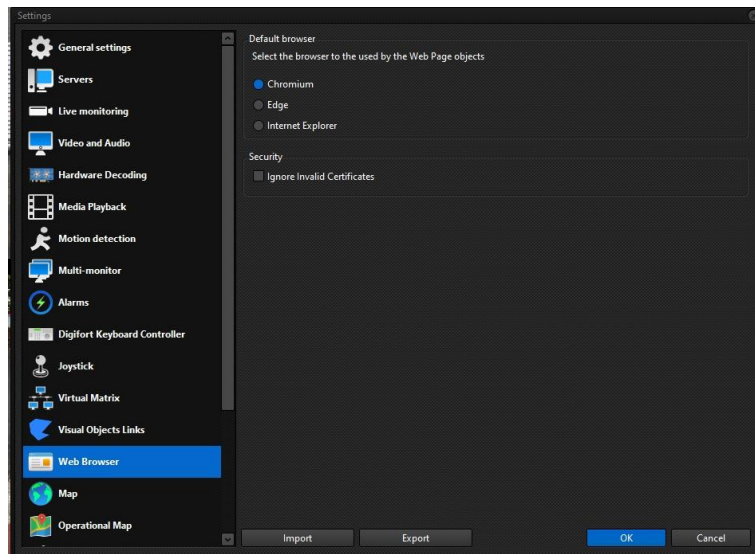 Settings
General settings
Servers
Live monitoring
Video and Audio
Hardware Decoding
Media Playback
Motion detection
Multi-monitor
Alarms
Digifort Keyboard Controller
Joystick
Virtual Matrix
Visual Objects Links
Web Browser
Map
Operational Map
Default browser
Select the browser to the used by the Web Page objects
Chromium
Edge
Internet Explorer
Security
Ignore Invalid Certificates
Import
Export
OK
Cancel